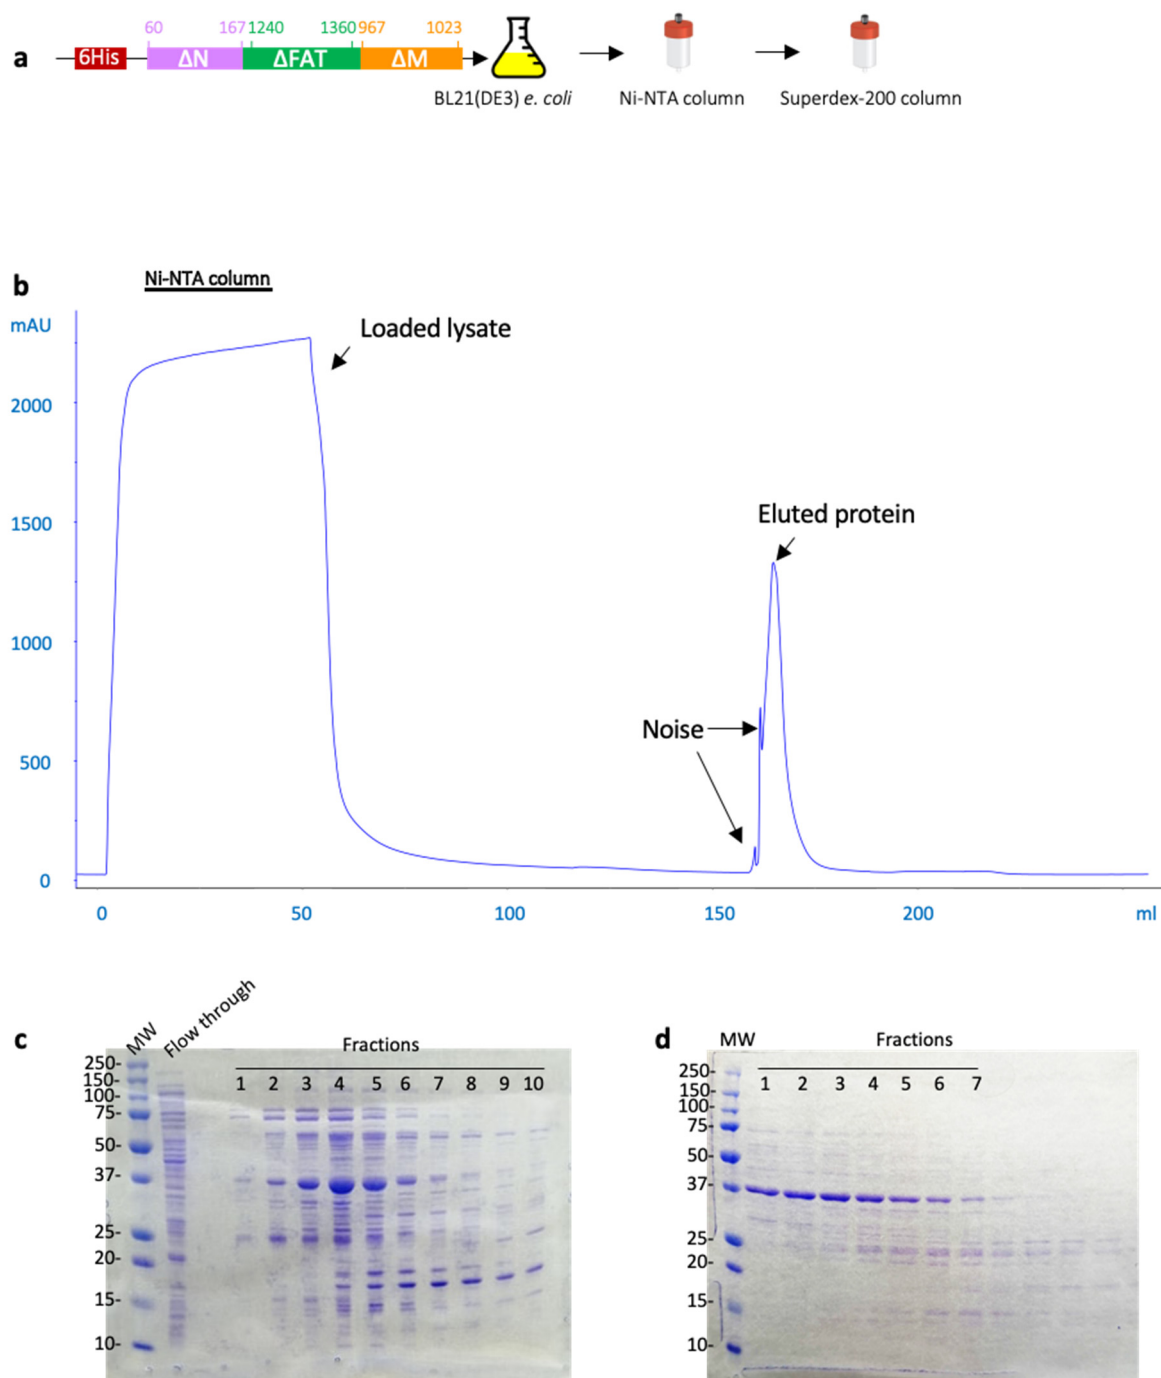 a
60 167 1240 1360 967 1023
6His ΔN ΔFAT ΔM
BL21(DE3) e. coli Ni-NTA column Superdex-200 column
b
Ni-NTA column
mAU
Loaded lysate
2000
Eluted protein
1500
1000
Noise
500
0
0 50 100 150 200 ml
c
MW
Flow through
Fractions
1 2 3 4 5 6 7 8 9 10
250-
150-
100-
75-
50-
37-
25-
20-
15-
10-
d
MW
Fractions
1 2 3 4 5 6 7
250-
150-
100-
75-
50-
37-
25-
20-
15-
10-